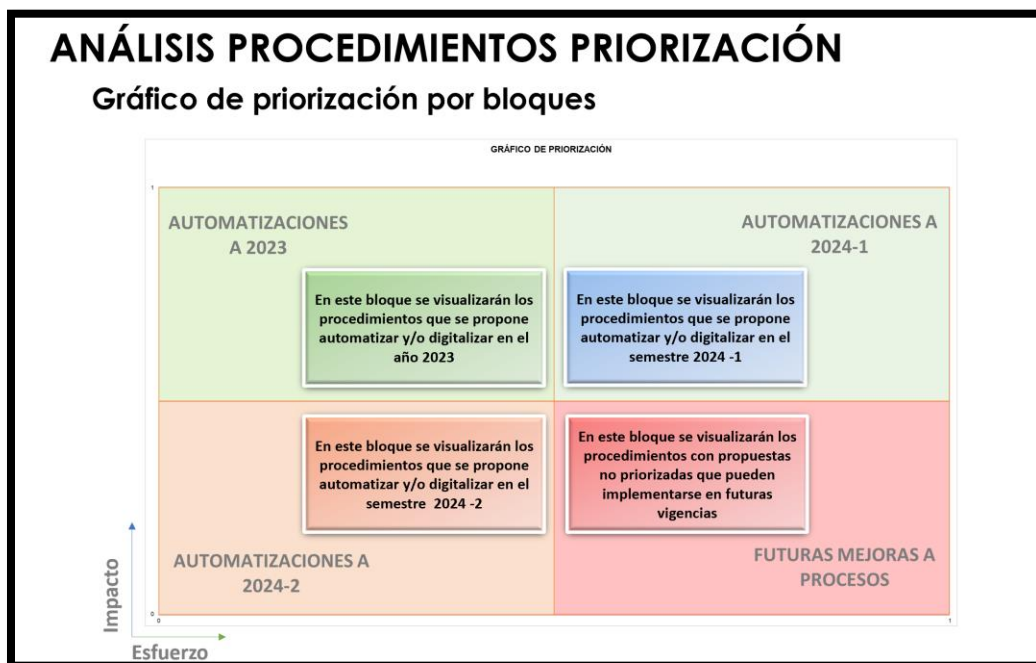 ANÁLISIS PROCEDIMIENTOS PRIORIZACIÓN
Gráfico de priorización por bloques
GRÁFICO DE PRIORIZACIÓN
1
AUTOMATIZACIONES
A 2023
AUTOMATIZACIONES A
2024-1
En este bloque se visualizarán los
procedimientos que se propone
automatizar y/o digitalizar en el
año 2023
En este bloque se visualizarán los
procedimientos que se propone
automatizar y/o digitalizar en el
semestre 2024 -1
En este bloque se visualizarán los
procedimientos que se propone
automatizar y/o digitalizar en el
semestre 2024 -2
En este bloque se visualizarán los
procedimientos con propuestas
no priorizadas que pueden
implementarse en futuras
vigencias
AUTOMATIZACIONES A
2024-2
FUTURAS MEJORAS A
PROCESOS
0
0
1
Impacto
Esfuerzo